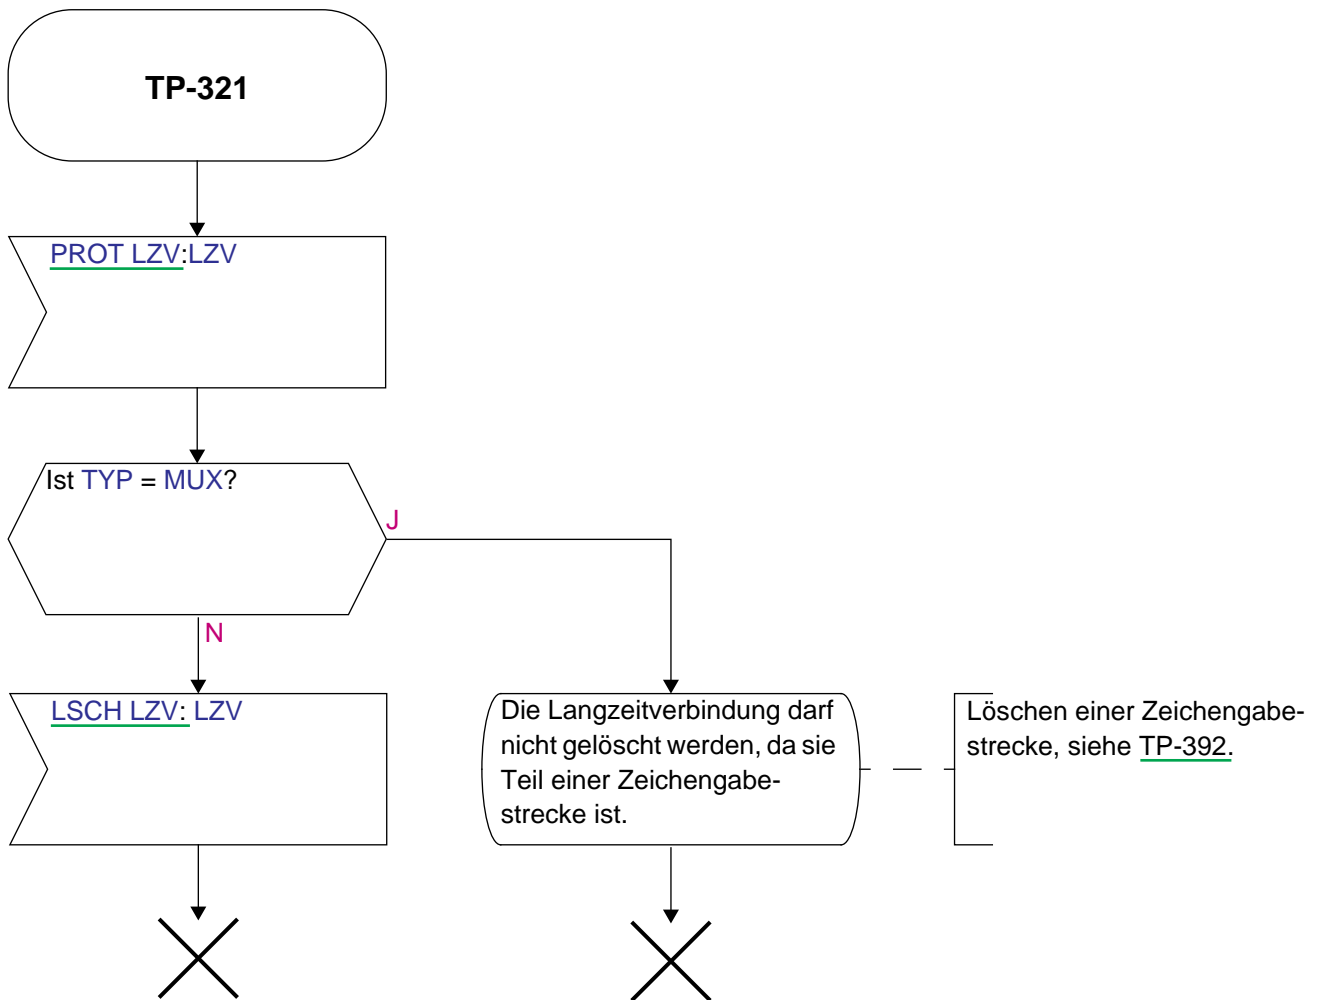 TP-321
PROT LZV:LZV
Ist TYP = MUX?
J
N
LSCH LZV: LZV
Die Langzeitverbindung darf
nicht gelöscht werden, da sie
Teil einer Zeichengabe-
strecke ist.
Löschen einer Zeichengabe-
strecke, siehe TP-392.